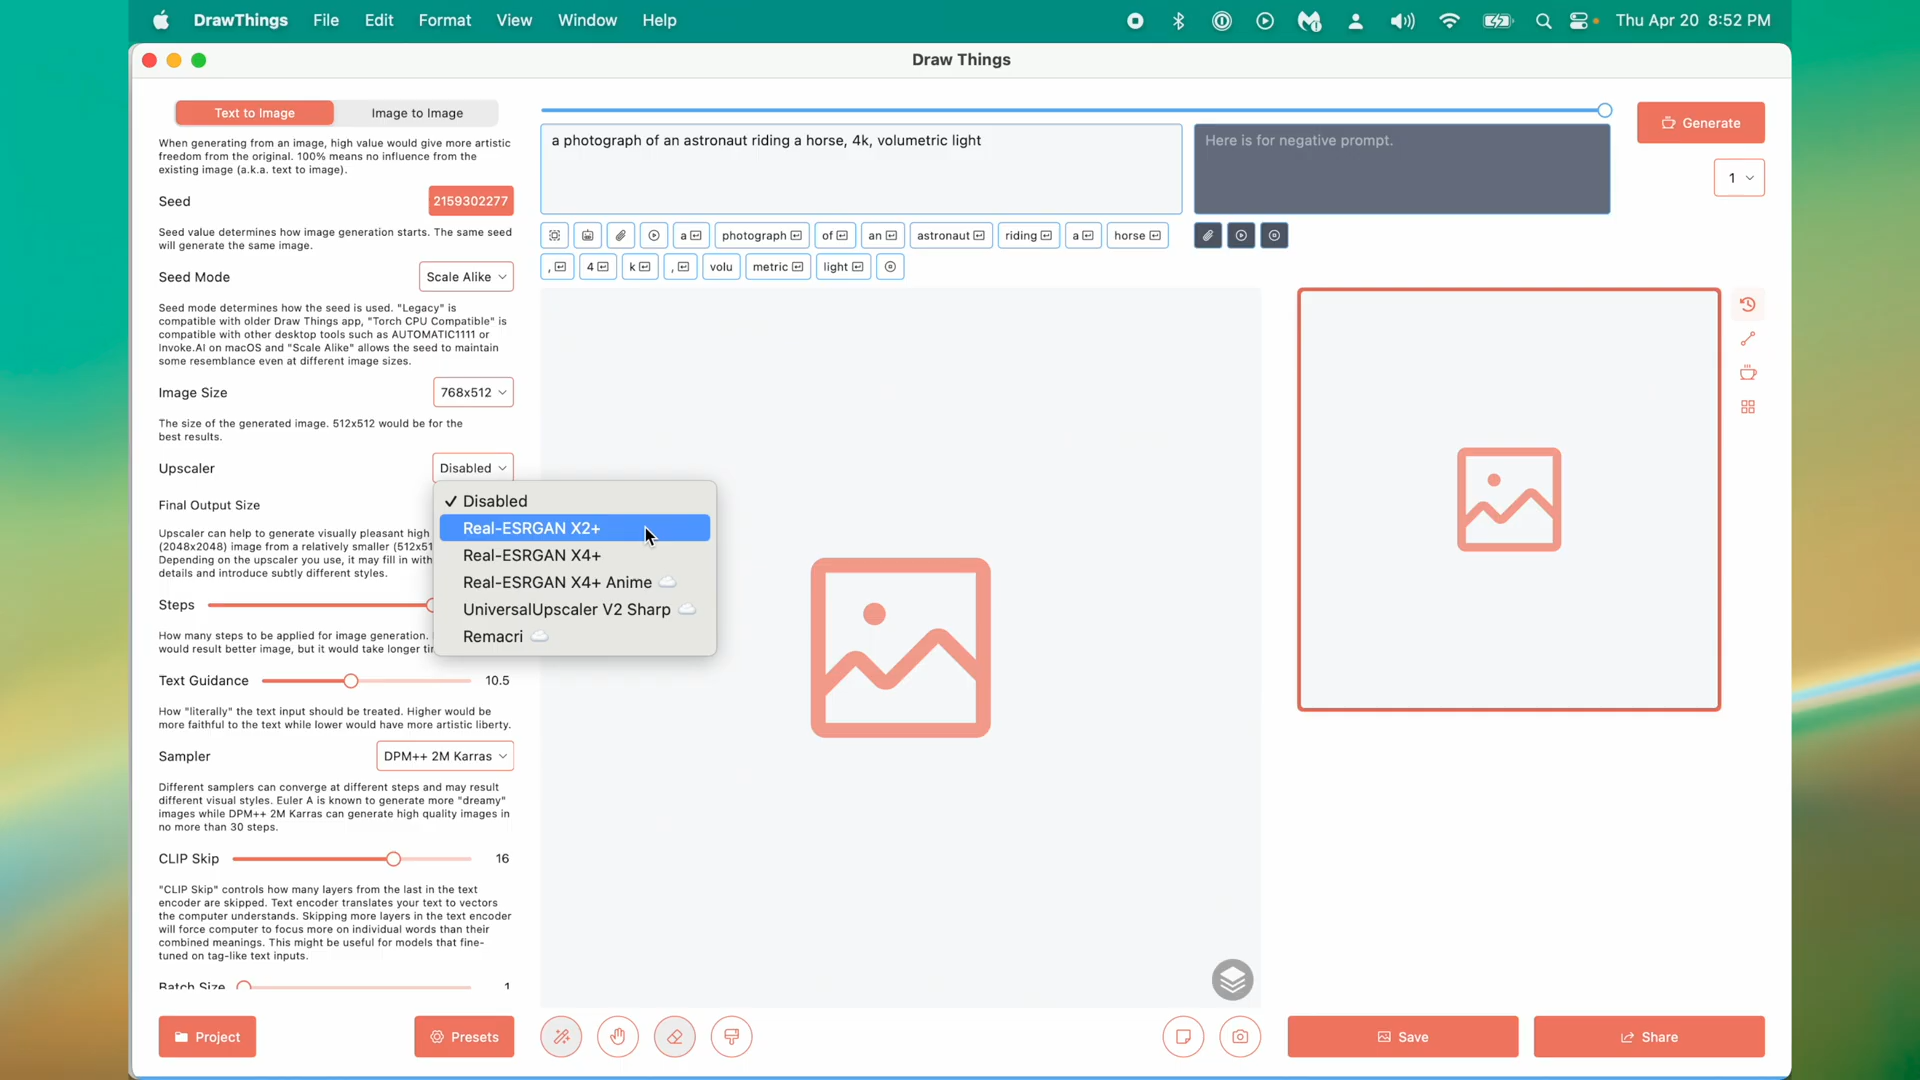 DrawThings File Edit Format View Window Help Thu Apr 20 8:52 PM
Draw Things
Text to Image Image to Image
When generating from an image, high value would give more artistic
freedom from the original. 100% means no influence from the
existing image (a.k.a. text to image).
Seed 2159302277
Seed value determines how image generation starts. The same seed
will generate the same image.
Seed Mode Scale Alike
Seed mode determines how the seed is used. "Legacy" is
compatible with older Draw Things app, "Torch CPU Compatible" is
compatible with other desktop tools such as AUTOMATIC1111 or
Invoke.AI on macOS and "Scale Alike" allows the seed to maintain
some resemblance even at different image sizes.
Image Size 768x512
The size of the generated image. 512x512 would be for the
best results.
Upscaler Disabled
Final Output Size
Upscaler can help to generate visually pleasant high
(2048x2048) image from a relatively smaller (512x51
Depending on the upscaler you use, it may fill in with
details and introduce subtly different styles.
Disabled
Real-ESRGAN X2+
Real-ESRGAN X4+
Real-ESRGAN X4+ Anime
UniversalUpscaler V2 Sharp
Remacri
Steps
How many steps to be applied for image generation.
would result better image, but it would take longer
Text Guidance 10.5
How "literally" the text input should be treated. Higher would be
more faithful to the text while lower would have more artistic liberty.
Sampler DPM++ 2M Karras
Different samplers can converge at different steps and may result
different visual styles. Euler A is known to generate more "dreamy"
images while DPM++ 2M Karras can generate high quality images in
no more than 30 steps.
CLIP Skip 16
"CLIP Skip" controls how many layers from the last in the text
encoder are skipped. Text encoder translates your text to vectors
the computer understands. Skipping more layers in the text encoder
will force computer to focus more on individual words than their
combined meanings. This might be useful for models that fine-
tuned on tag-like text inputs.
Batch Size 1
Project Presets
a photograph of an astronaut riding a horse, 4k, volumetric light
Here is for negative prompt.
Generate
1
a photograph of an astronaut riding a horse
, 4 k , volu metric light
Save Share